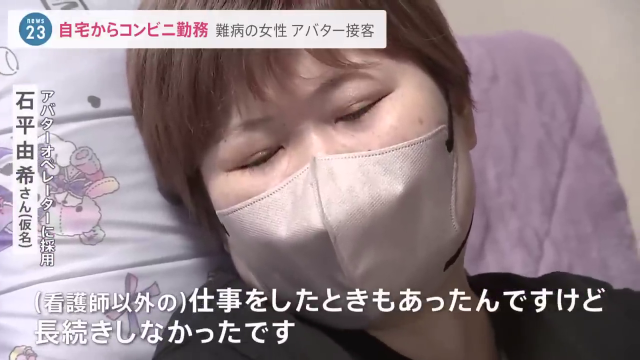 news
23
自宅からコンビニ勤務 難病の女性 アバター接客
アバターオペレーターに採用
石平由希さん(仮名)
(看護師以外の)仕事をしたときもあったんですけど
長続きしなかったです